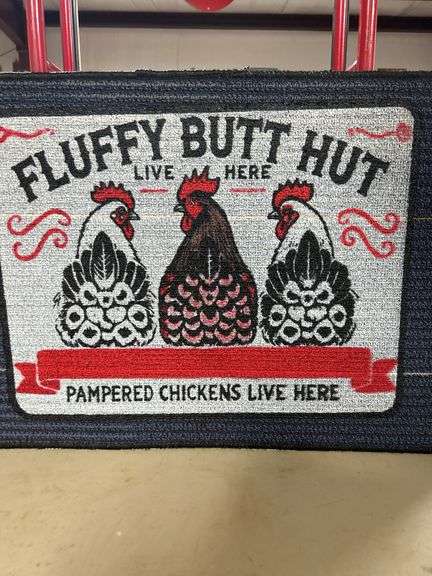 FLUFFY BUTT HUT
LIVE HERE
PAMPERED CHICKENS LIVE HERE